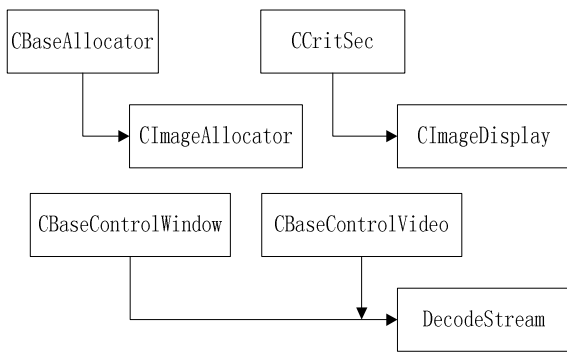 CBaseAllocator
CCritSec
CImageAllocator
CImageDisplay
CBaseControlWindow
CBaseControlVideo
DecodeStream